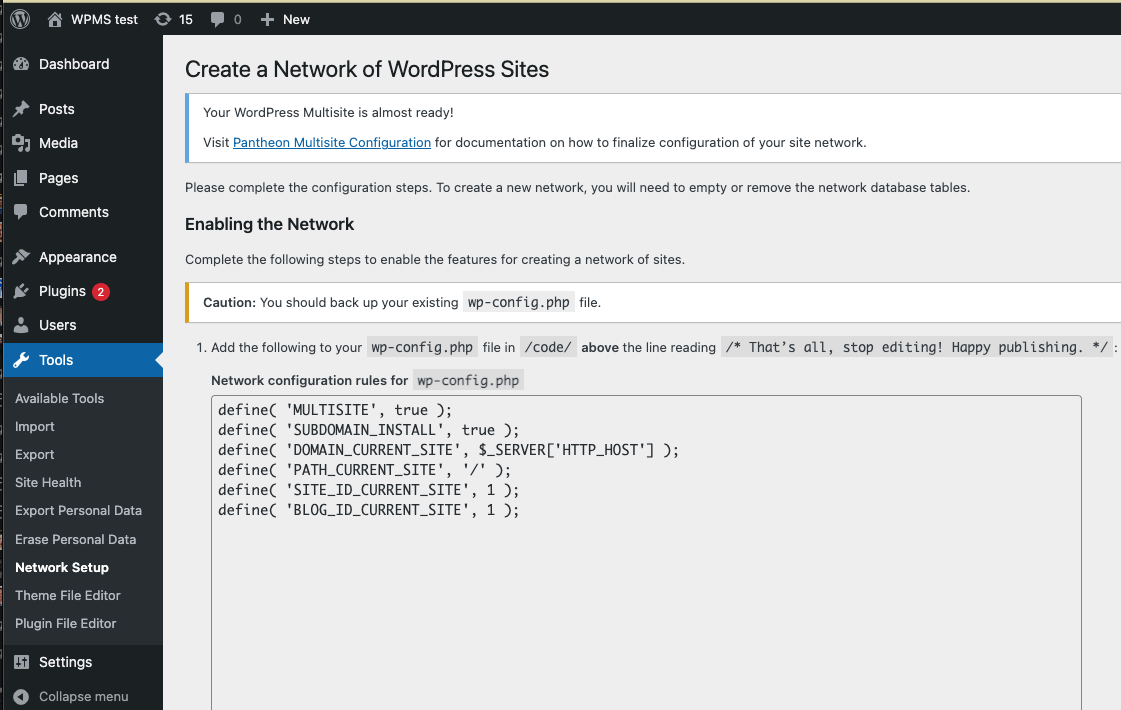 WPMS test 15 0 New
Dashboard
Posts
Media
Pages
Comments
Appearance
Plugins 2
Users
Tools
Available Tools
Import
Export
Site Health
Export Personal Data
Erase Personal Data
Network Setup
Theme File Editor
Plugin File Editor
Settings
Collapse menu
Create a Network of WordPress Sites
Your WordPress Multisite is almost ready!
Visit Pantheon Multisite Configuration for documentation on how to finalize configuration of your site network.
Please complete the configuration steps. To create a new network, you will need to empty or remove the network database tables.
Enabling the Network
Complete the following steps to enable the features for creating a network of sites.
Caution: You should back up your existing wp-config.php file.
1. Add the following to your wp-config.php file in /code/ above the line reading /* That’s all, stop editing! Happy publishing. */ :
Network configuration rules for wp-config.php
define( 'MULTISITE', true );
define( 'SUBDOMAIN_INSTALL', true );
define( 'DOMAIN_CURRENT_SITE', $_SERVER['HTTP_HOST'] );
define( 'PATH_CURRENT_SITE', '/' );
define( 'SITE_ID_CURRENT_SITE', 1 );
define( 'BLOG_ID_CURRENT_SITE', 1 );